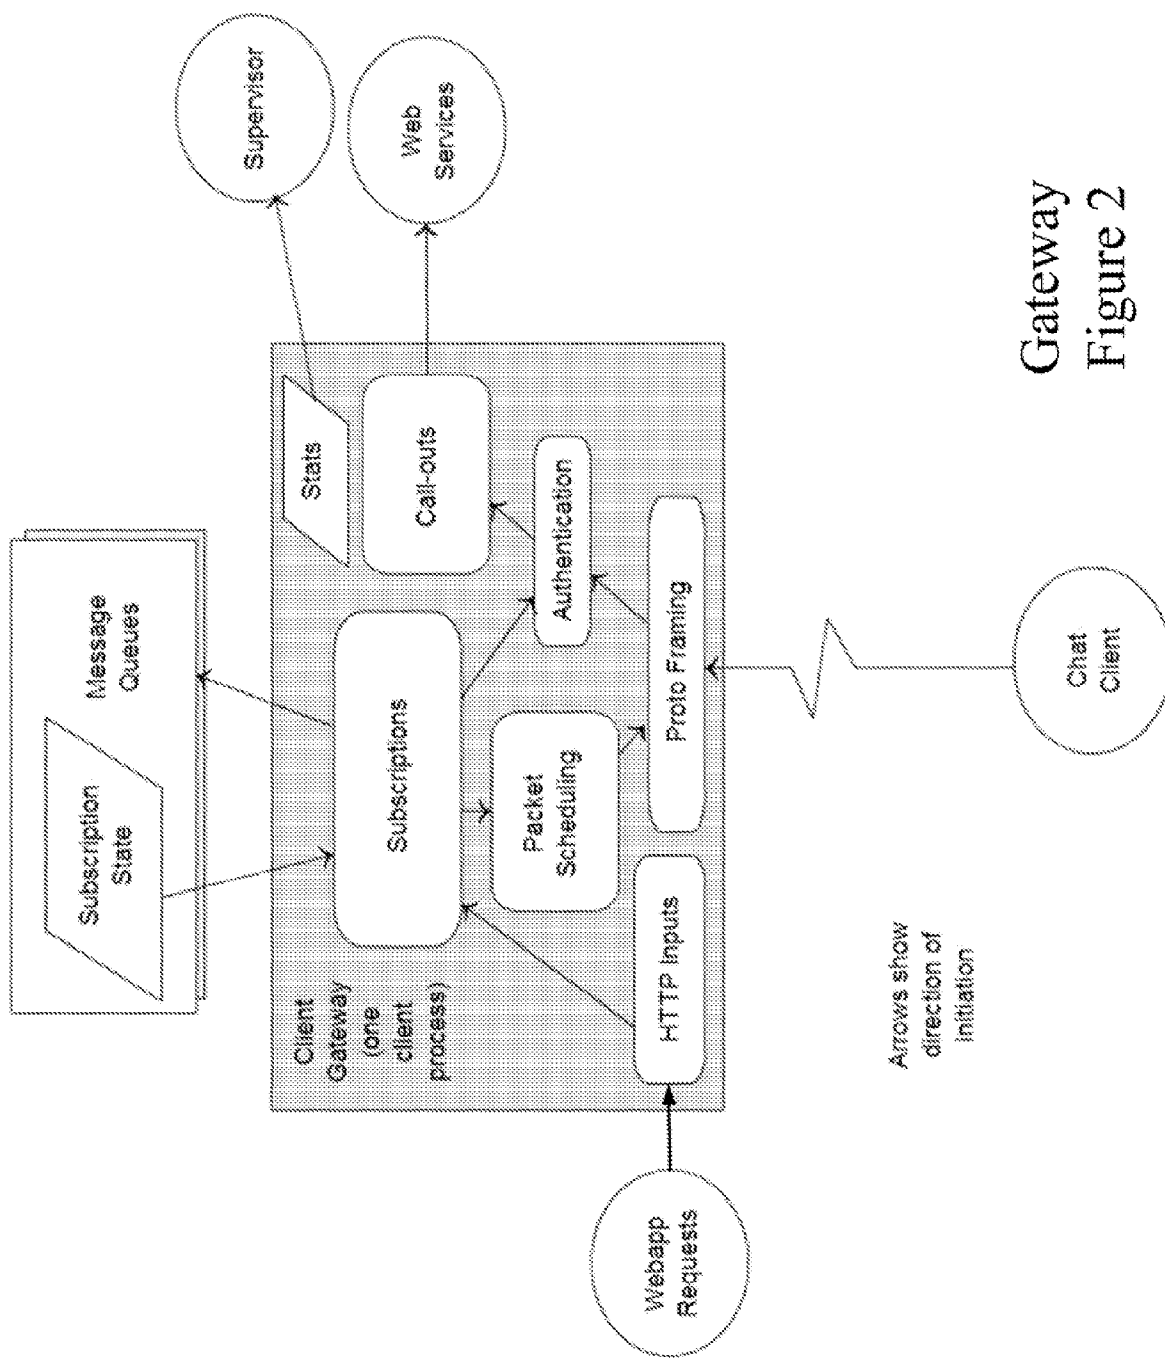 Supervisor
Web
Services
Message
Queues
Subscription
State
Stats
Call-outs
Subscriptions
Authentication
Client
Gateway
(one
client
process)
Packet
Scheduling
HTTP Inputs
Proto Framing
Webapp
Requests
Chat
Client
Arrows show
direction of
initiation
Gateway
Figure 2